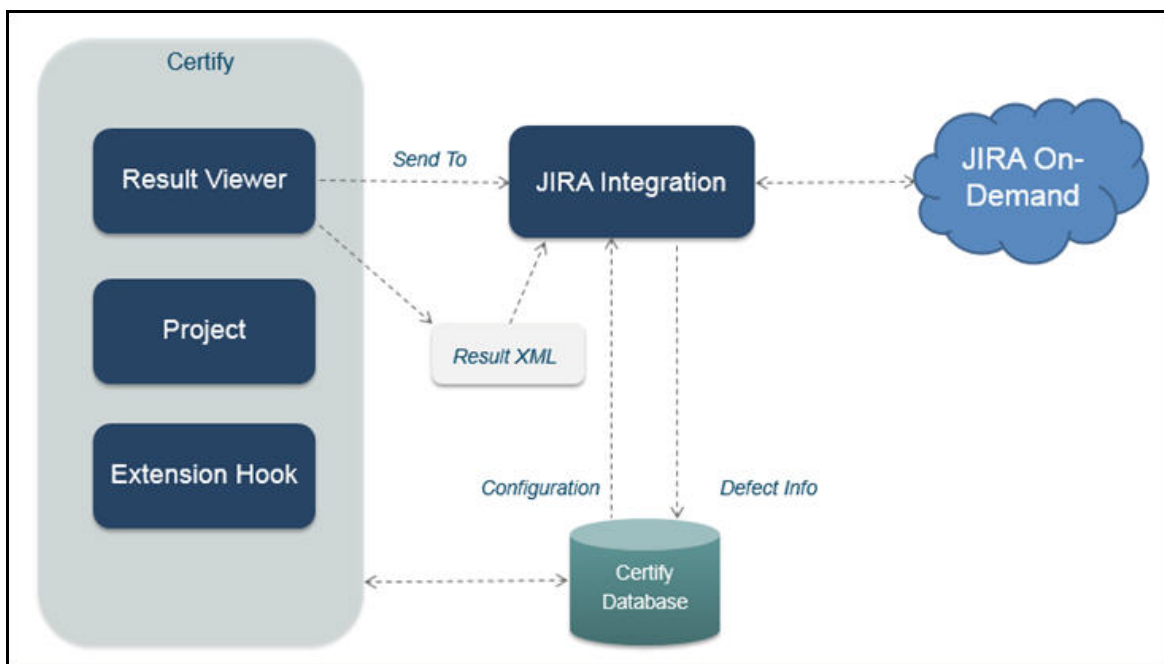 Certify
Result Viewer
Send To
JIRA Integration
JIRA On-
Demand
Project
Result XML
Extension Hook
Configuration
Defect Info
Certify
Database